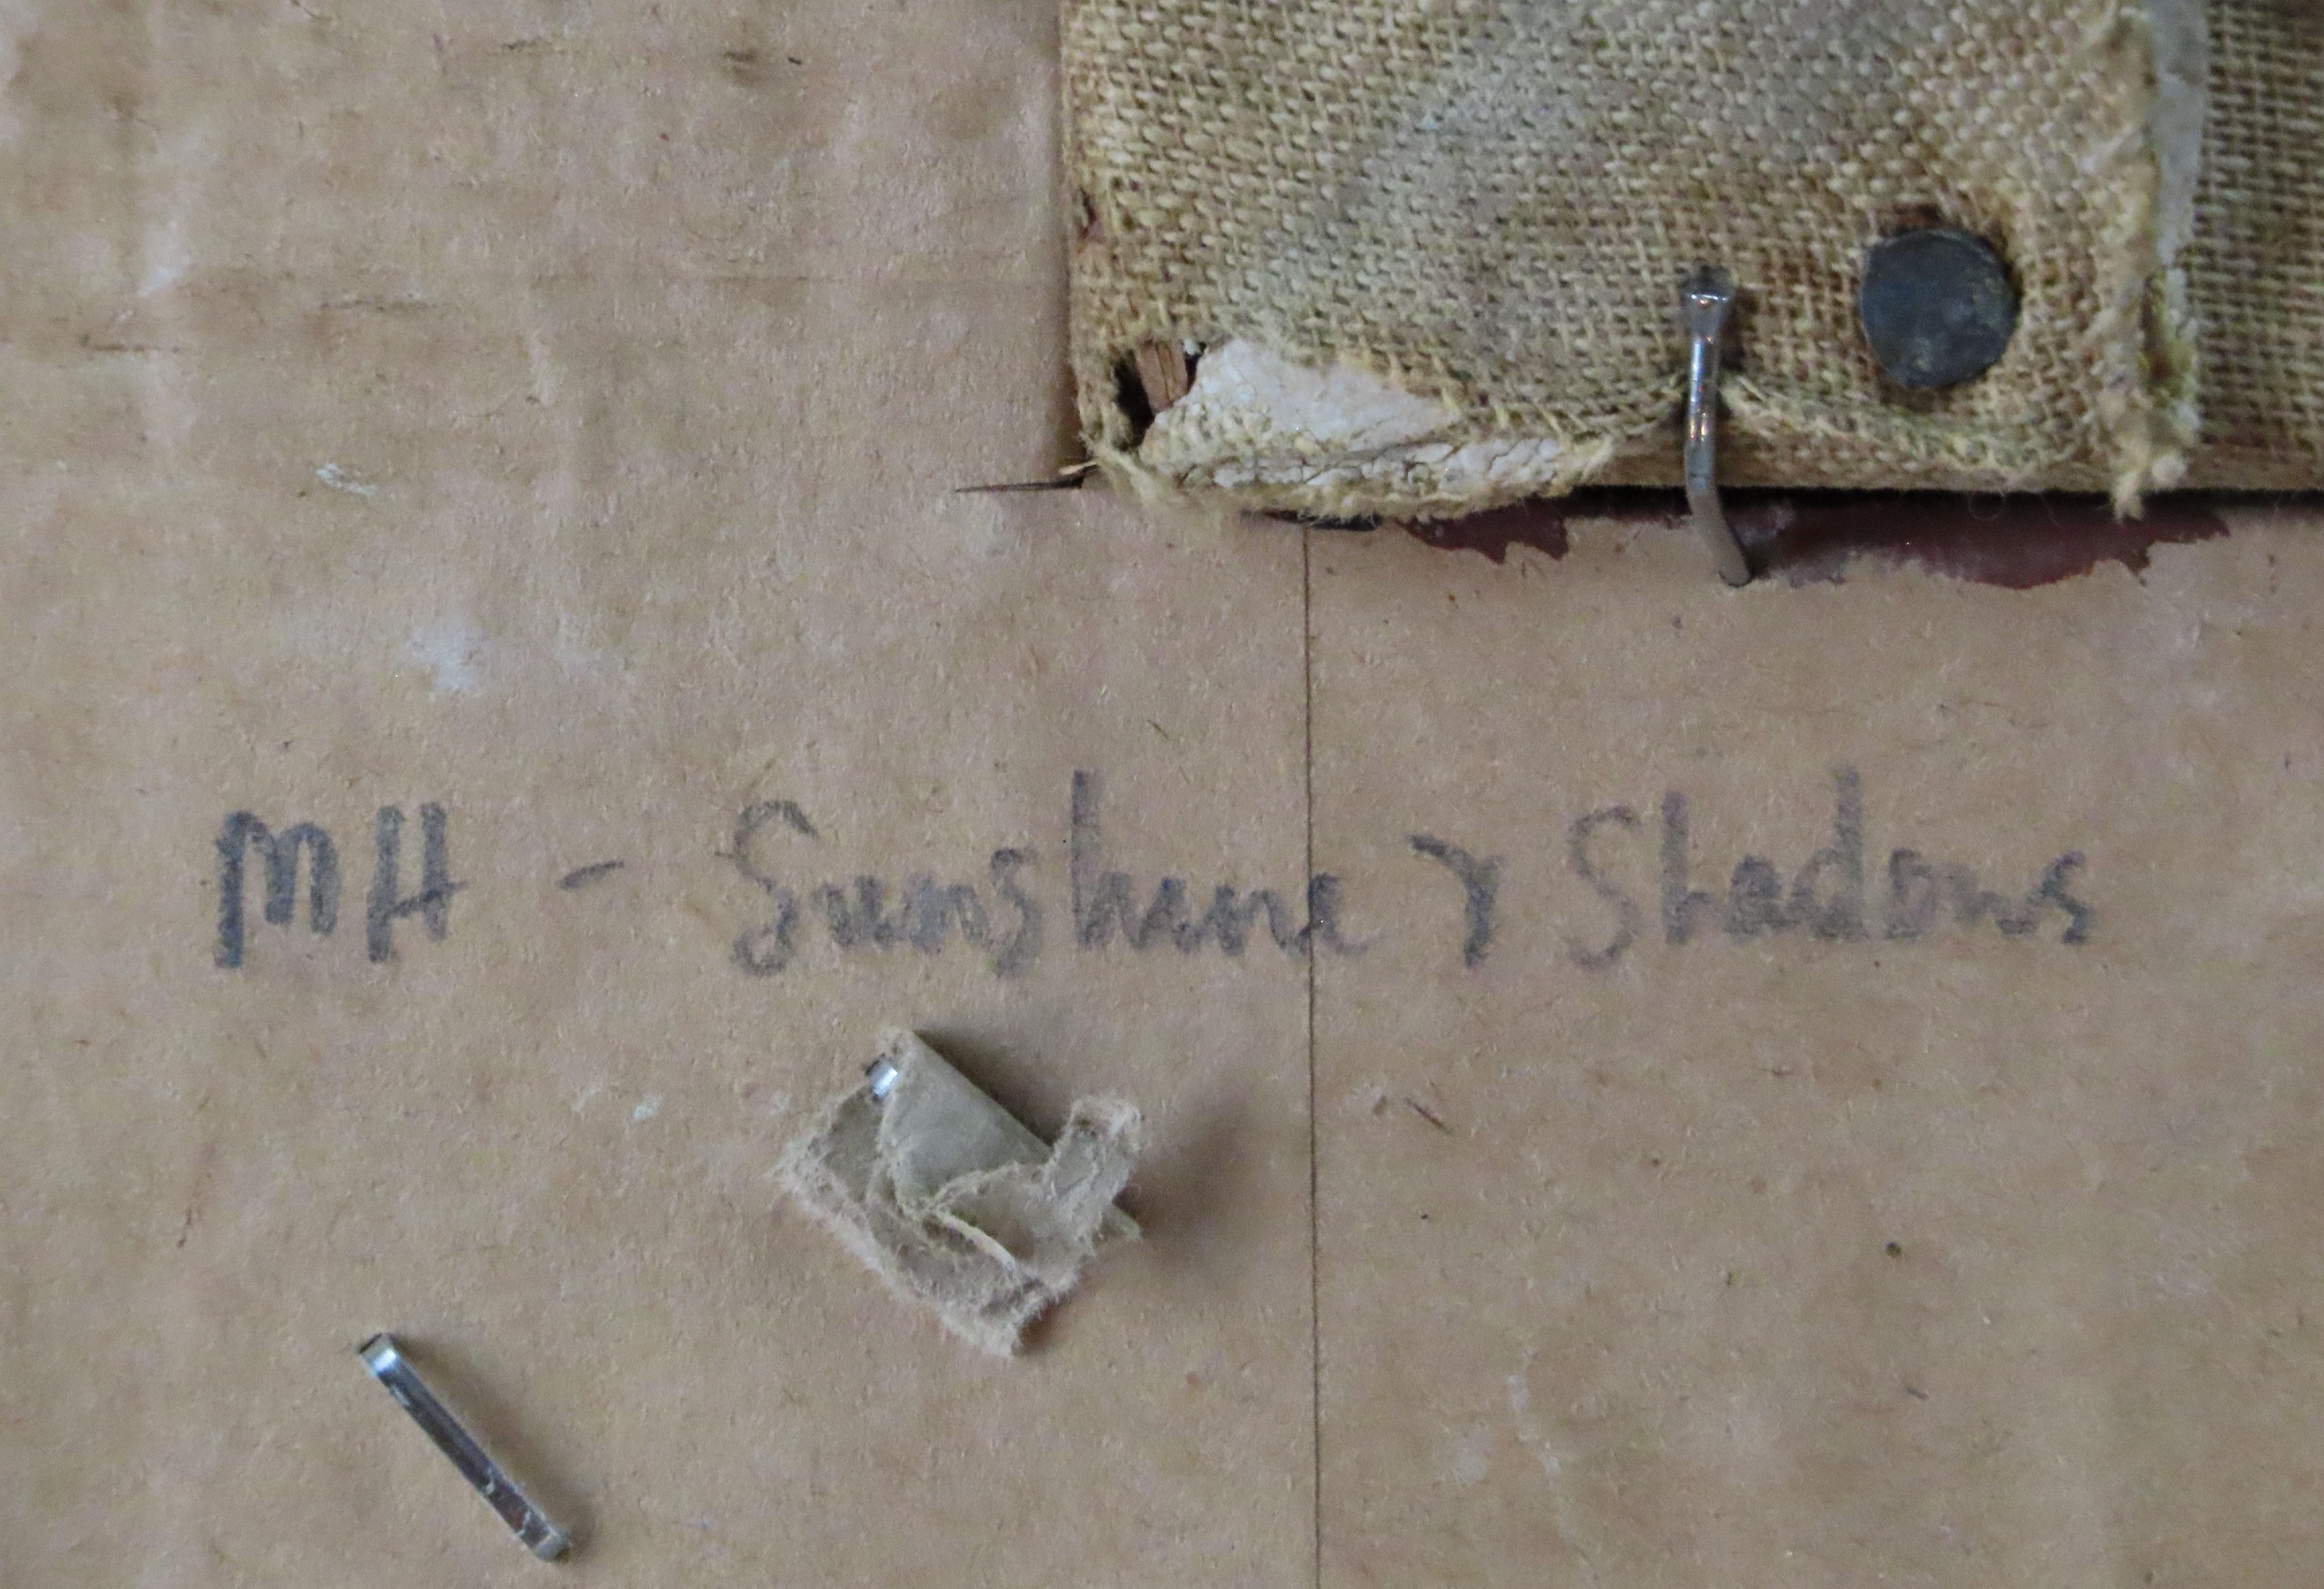 MH - Sunshine & Shadows